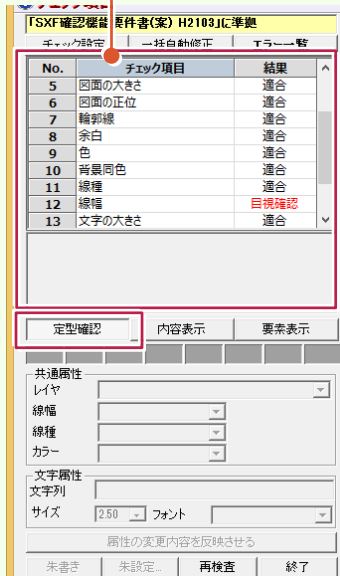 「SXF確認機能要件書(案) H2103」に準拠
チェック設定 一括自動修正 エラー一覧
No. チェック項目 結果
5 図面の大きさ 適合
6 図面の正位 適合
7 輪郭線 適合
8 余白 適合
9 色 適合
10 背景同色 適合
11 線種 適合
12 線幅 目視確認
13 文字の大きさ 適合
定型確認 内容表示 要素表示
共通属性
レイヤ
線幅
線種
カラー
文字属性
文字列
サイズ 2.50 フォント
属性の変更内容を反映させる
朱書き 朱設定... 再検査 終了